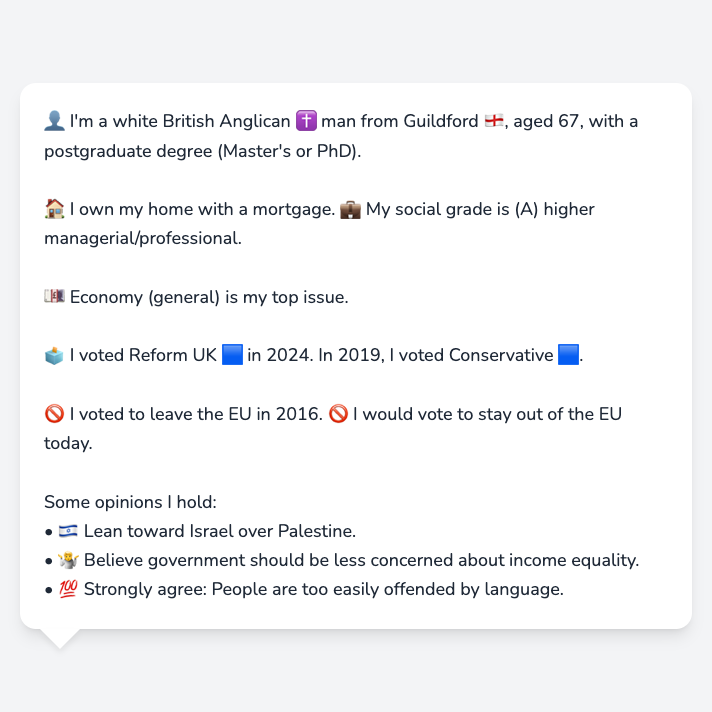 👤 I'm a white British Anglican ✝️ man from Guildford 🏴󠁧󠁢󠁥󠁮󠁧󠁿, aged 67, with a
postgraduate degree (Master's or PhD).
🏠 I own my home with a mortgage. 💼 My social grade is (A) higher
managerial/professional.
💷 Economy (general) is my top issue.
🗳️ I voted Reform UK 🟦 in 2024. In 2019, I voted Conservative 🟦.
🚫 I voted to leave the EU in 2016. 🚫 I would vote to stay out of the EU
today.
Some opinions I hold:
• 🇮🇱 Lean toward Israel over Palestine.
• 🤷 Believe government should be less concerned about income equality.
• 💯 Strongly agree: People are too easily offended by language.